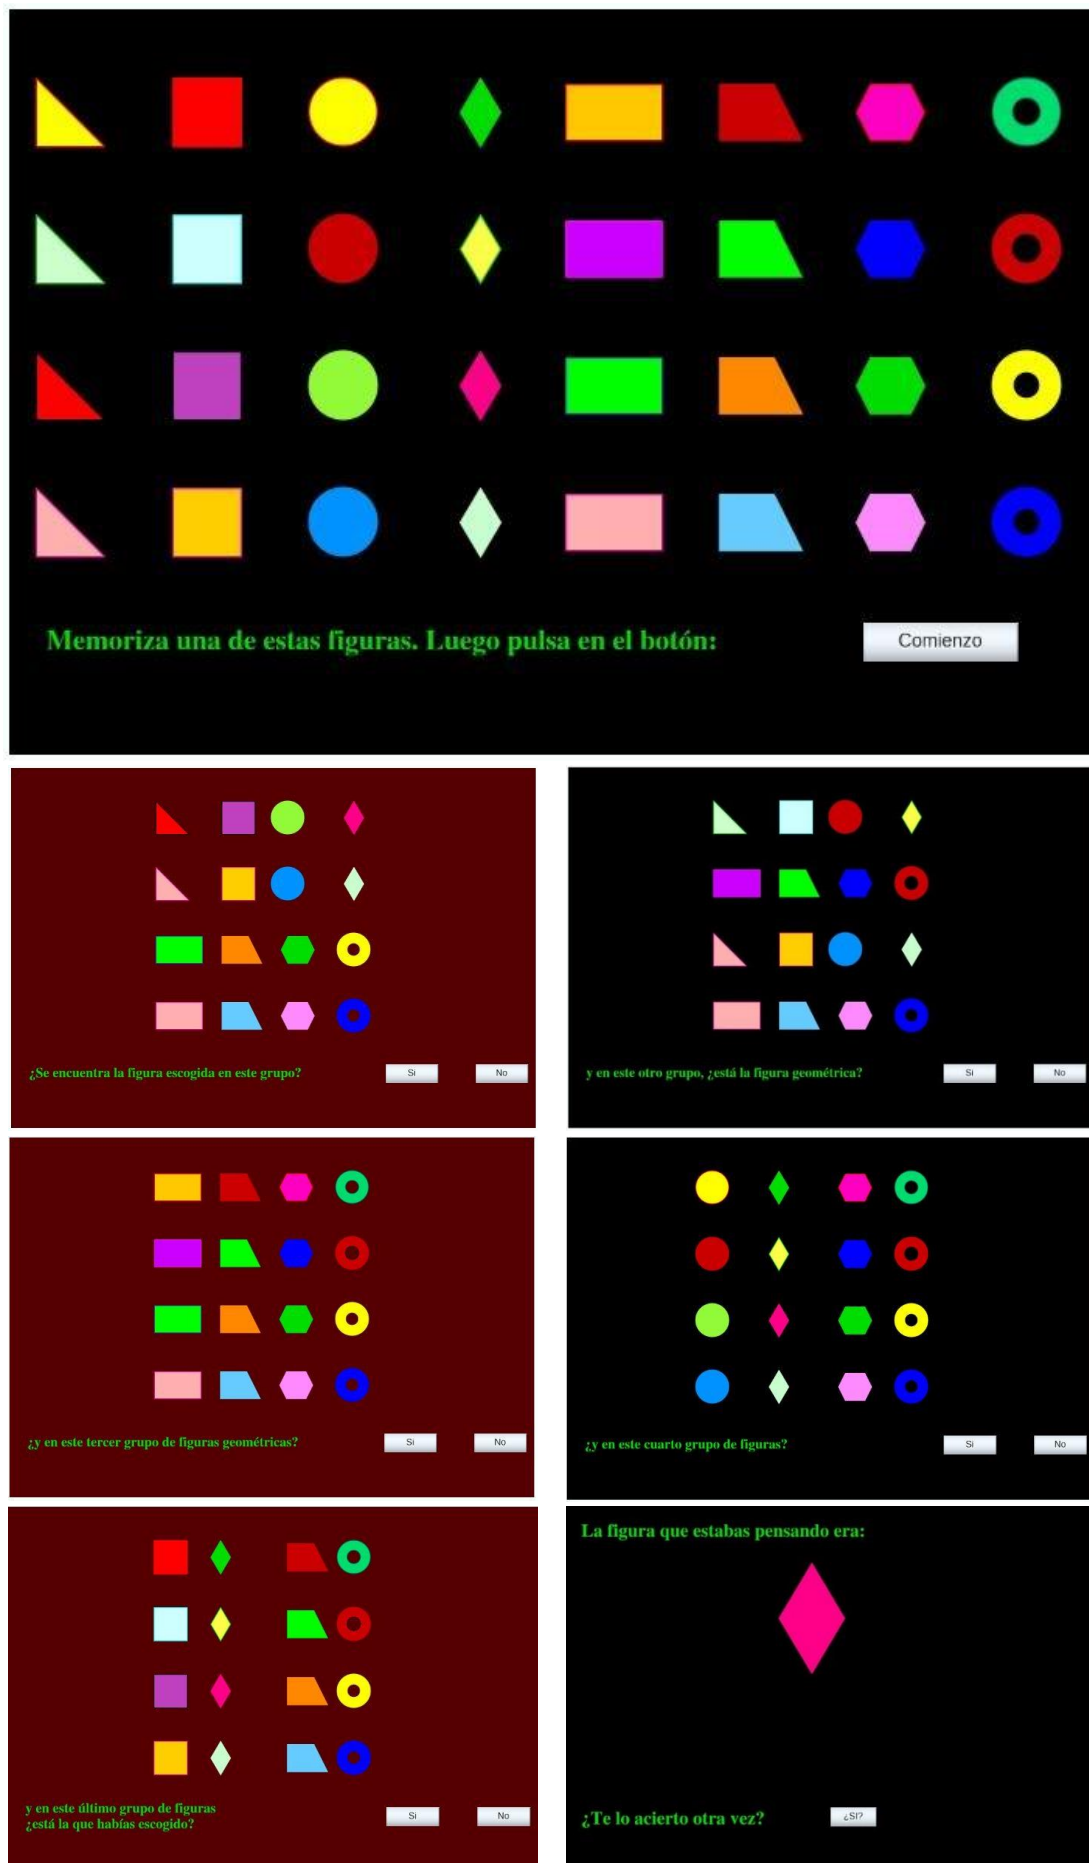 Memoriza una de estas figuras. Luego pulsa en el botón:
Comienzo
¿Se encuentra la figura escogida en este grupo?
Si
No
y en este otro grupo, ¿está la figura geométrica?
Si
No
¿y en este tercer grupo de figuras geométricas?
Si
No
¿y en este cuarto grupo de figuras?
Si
No
y en este último grupo de figuras
¿está la que habías escogido?
Si
No
La figura que estabas pensando era:
¿Te lo acierto otra vez?
¿SI?